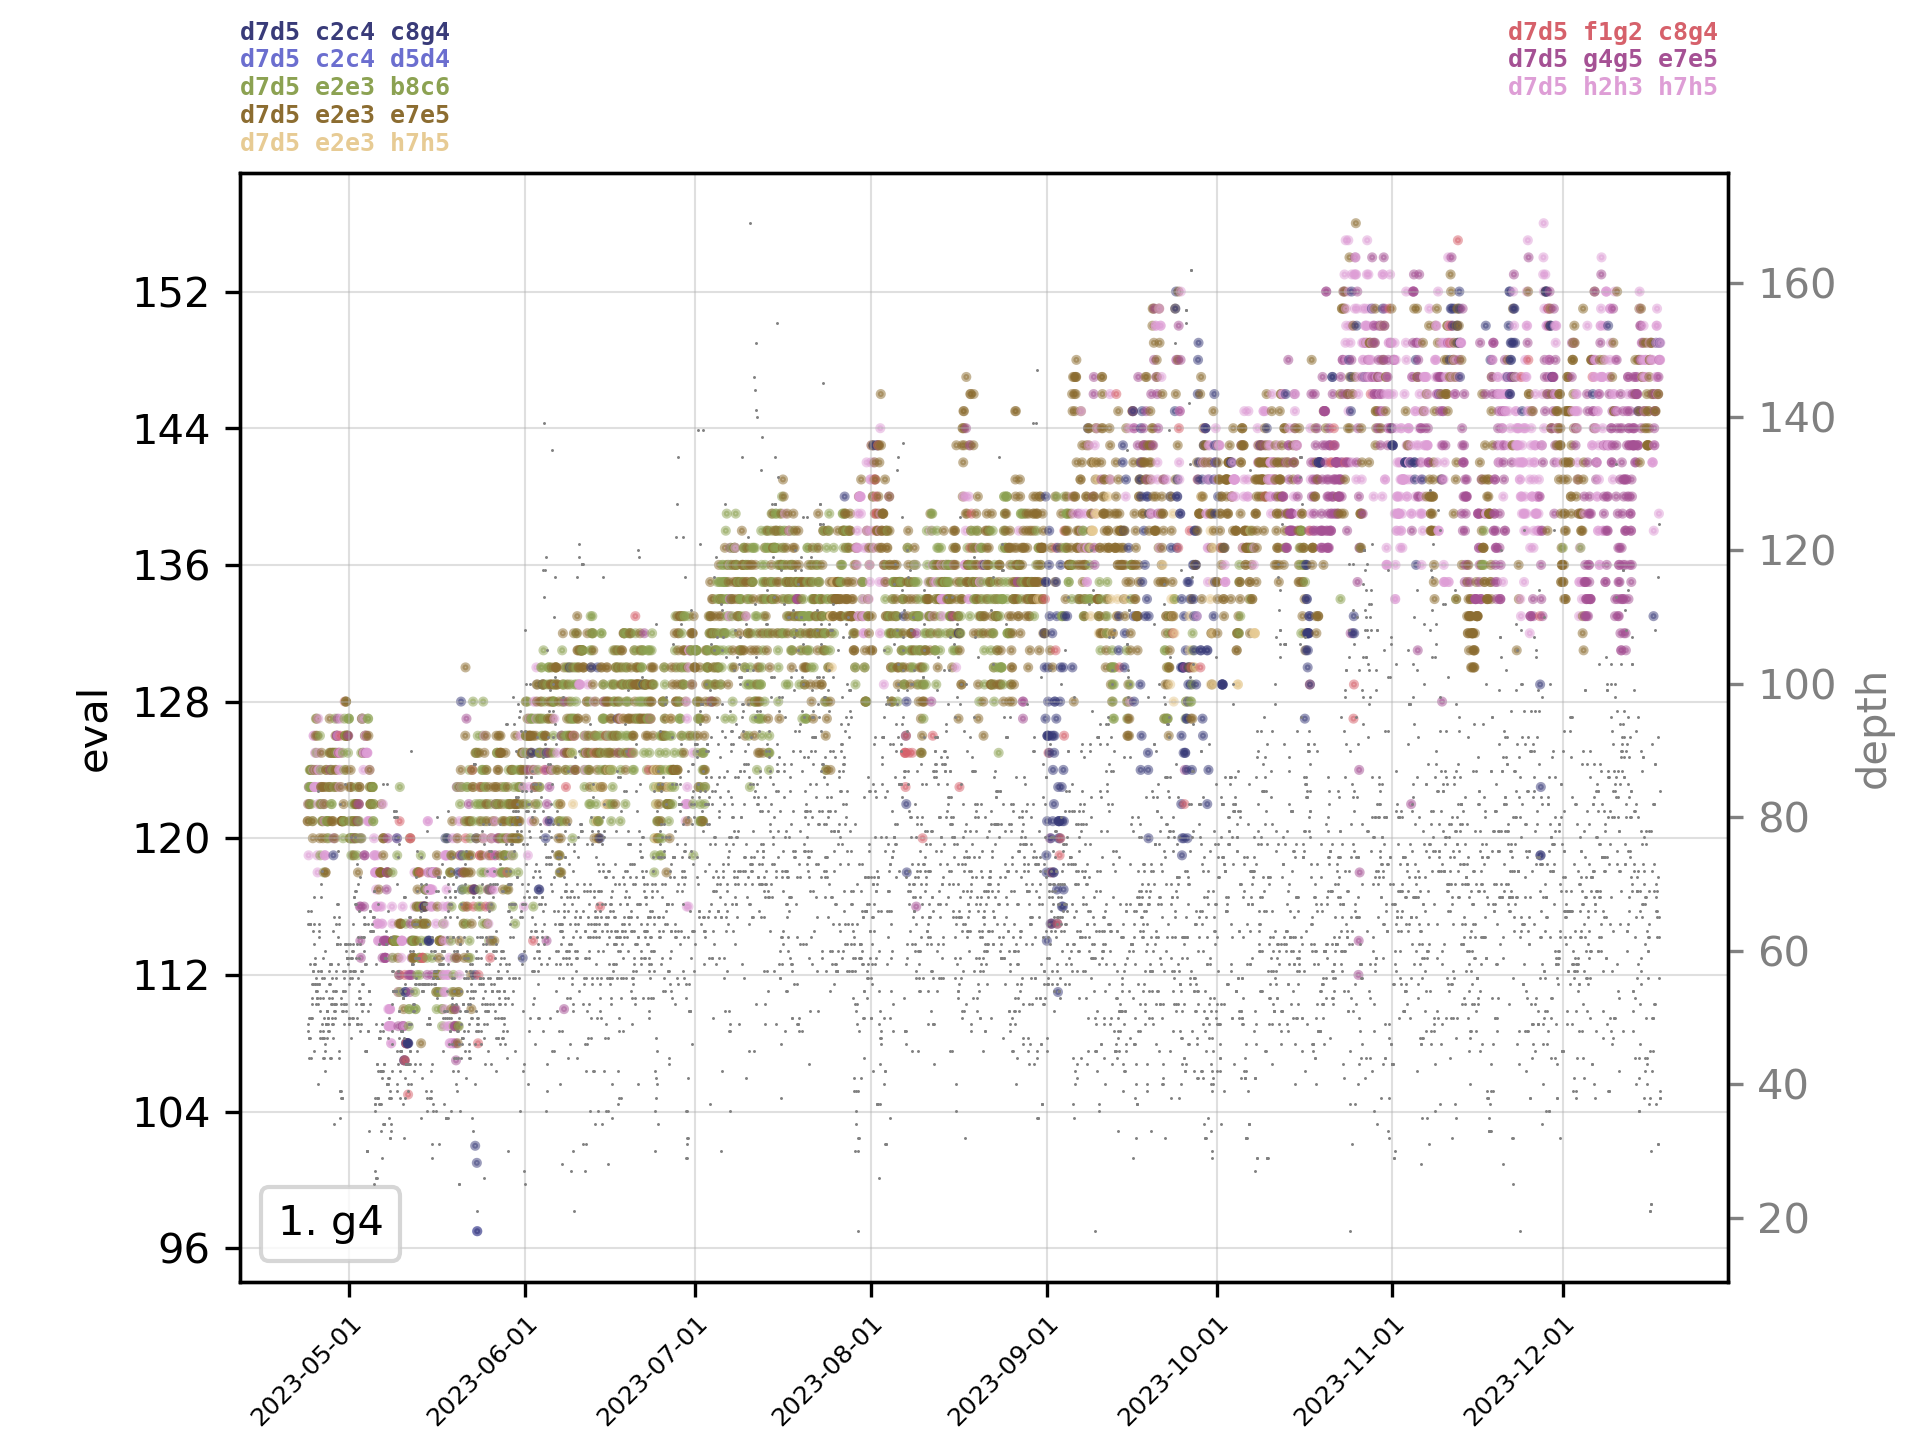 d7d5 c2c4 c8g4
d7d5 c2c4 d5d4
d7d5 e2e3 b8c6
d7d5 e2e3 e7e5
d7d5 e2e3 h7h5
d7d5 f1g2 c8g4
d7d5 g4g5 e7e5
d7d5 h2h3 h7h5
eval
152
144
136
128
120
112
104
96
depth
160
140
120
100
80
60
40
20
1. g4
2023-05-01
2023-06-01
2023-07-01
2023-08-01
2023-09-01
2023-10-01
2023-11-01
2023-12-01